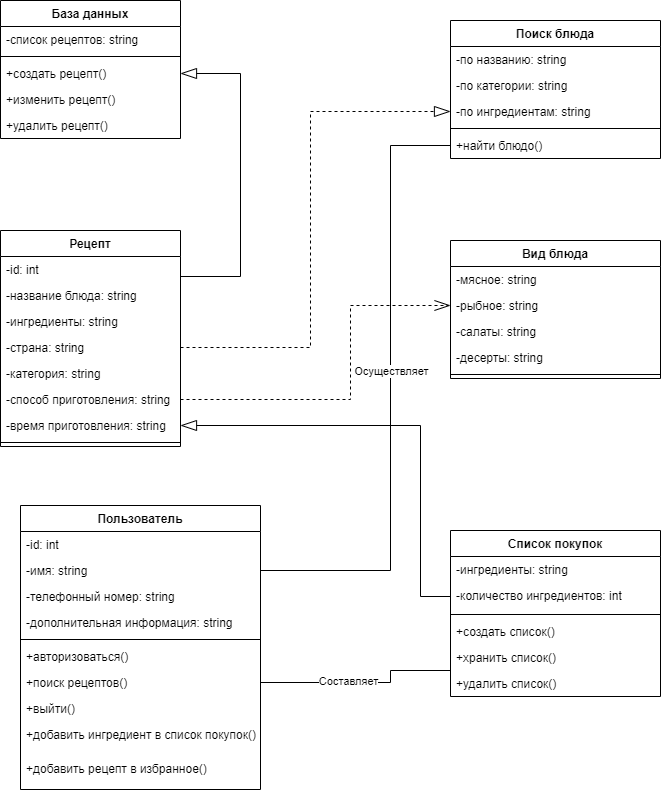 База данных
-список рецептов: string
+создать рецепт()
+изменить рецепт()
+удалить рецепт()
Поиск блюда
-по названию: string
-по категории: string
-по ингредиентам: string
+найти блюдо()
Рецепт
-id: int
-название блюда: string
-ингредиенты: string
-страна: string
-категория: string
-способ приготовления: string
-время приготовления: string
Вид блюда
-мясное: string
-рыбное: string
-салаты: string
-десерты: string
Осуществляет
Пользователь
-id: int
-имя: string
-телефонный номер: string
-дополнительная информация: string
+авторизоваться()
+поиск рецептов()
+выйти()
+добавить ингредиент в список покупок()
+добавить рецепт в избранное()
Составляет
Список покупок
-ингредиенты: string
-количество ингредиентов: int
+создать список()
+хранить список()
+удалить список()